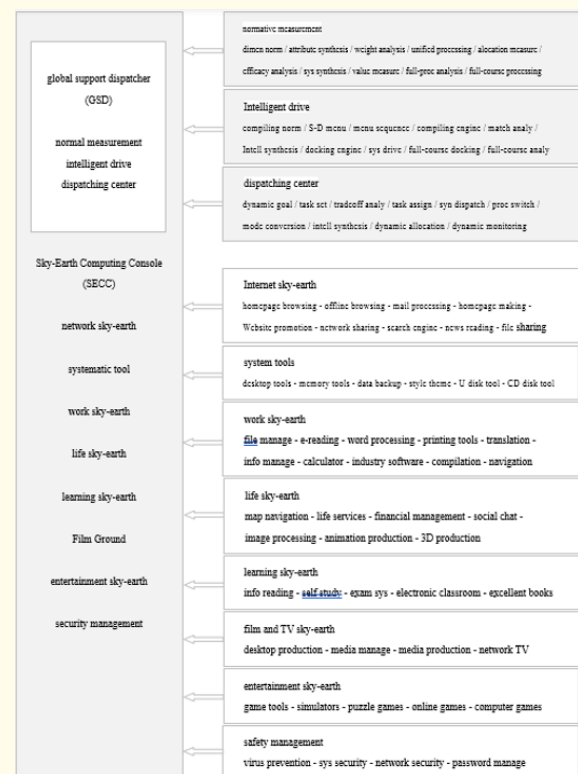 global support dispatcher
(GSD)
normal measurement
intelligent drive
dispatching center
Sky-Earth Computing Console
(SECC)
network sky-earth
systematic tool
work sky-earth
life sky-earth
learning sky-earth
Film Ground
entertainment sky-earth
security management
normative measurement
dimen norm / attribute synthesis / weight analysis / unified processing / alocation measure /
efficacy analysis / sys synthesis / value measure / full-proc analysis / full-course processing
Intelligent drive
compiling norm / S-D menu / menu sequence / compiling engine / match analy /
Intell synthesis / docking engine / sys drive / full-course docking / full-course analy
dispatching center
dynamic goal / task set / tradeoff analy / task assign / syn dispatch / proc switch /
mode conversion / intell synthesis / dynamic allocation / dynamic monitoring
Internet sky-earth
homepage browsing - offline browsing - mail processing - homepage making -
Website promotion - network sharing - search engine - news reading - file sharing
system tools
desktop tools - memory tools - data backup - style theme - U disk tool - CD disk tool
work sky-earth
file manage - e-reading - word processing - printing tools - translation -
info manage - calculator - industry software - compilation - navigation
life sky-earth
map navigation - life services - financial management - social chat -
image processing - animation production - 3D production
learning sky-earth
info reading - self study - exam sys - electronic classroom - excellent books
film and TV sky-earth
desktop production - media manage - media production - network TV
entertainment sky-earth
game tools - simulators - puzzle games - online games - computer games
safety management
virus prevention - sys security - network security - password manage